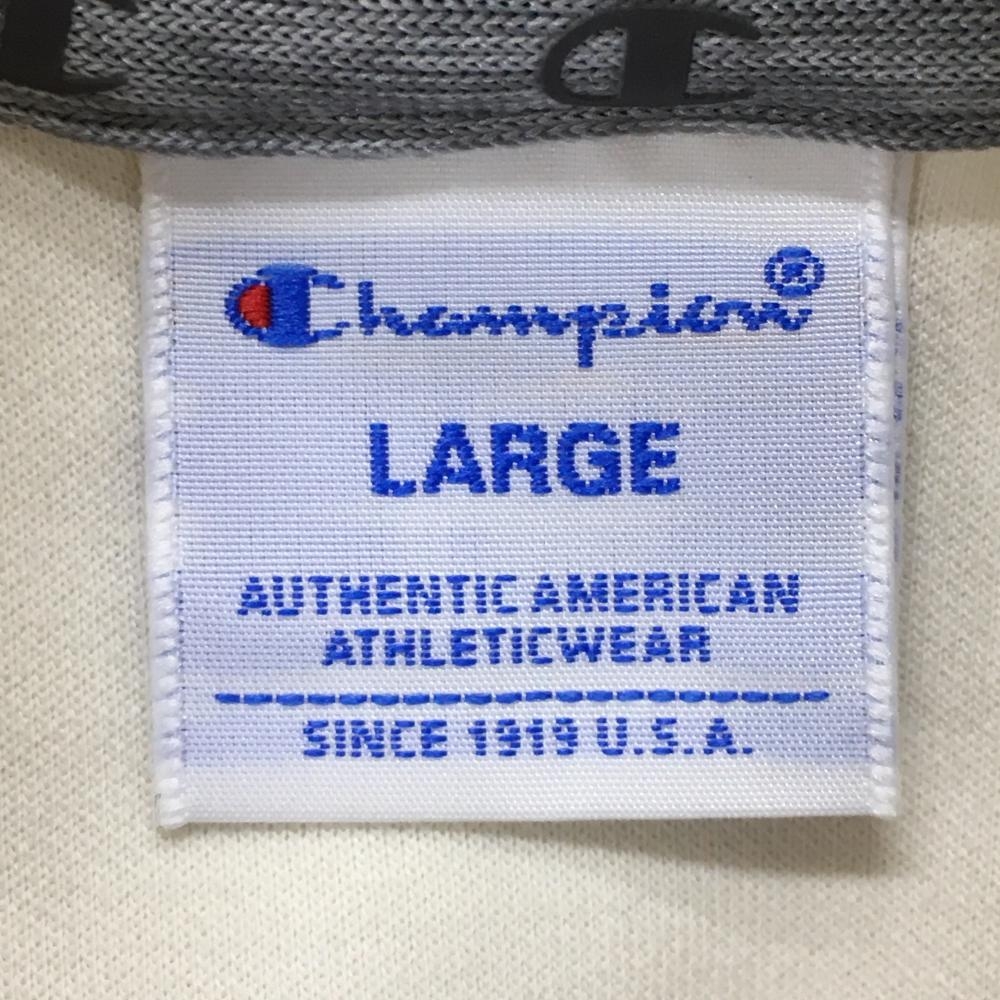 Champion®
LARGE
AUTHENTIC AMERICAN
ATHLETICWEAR
SINCE 1919 U.S.A.